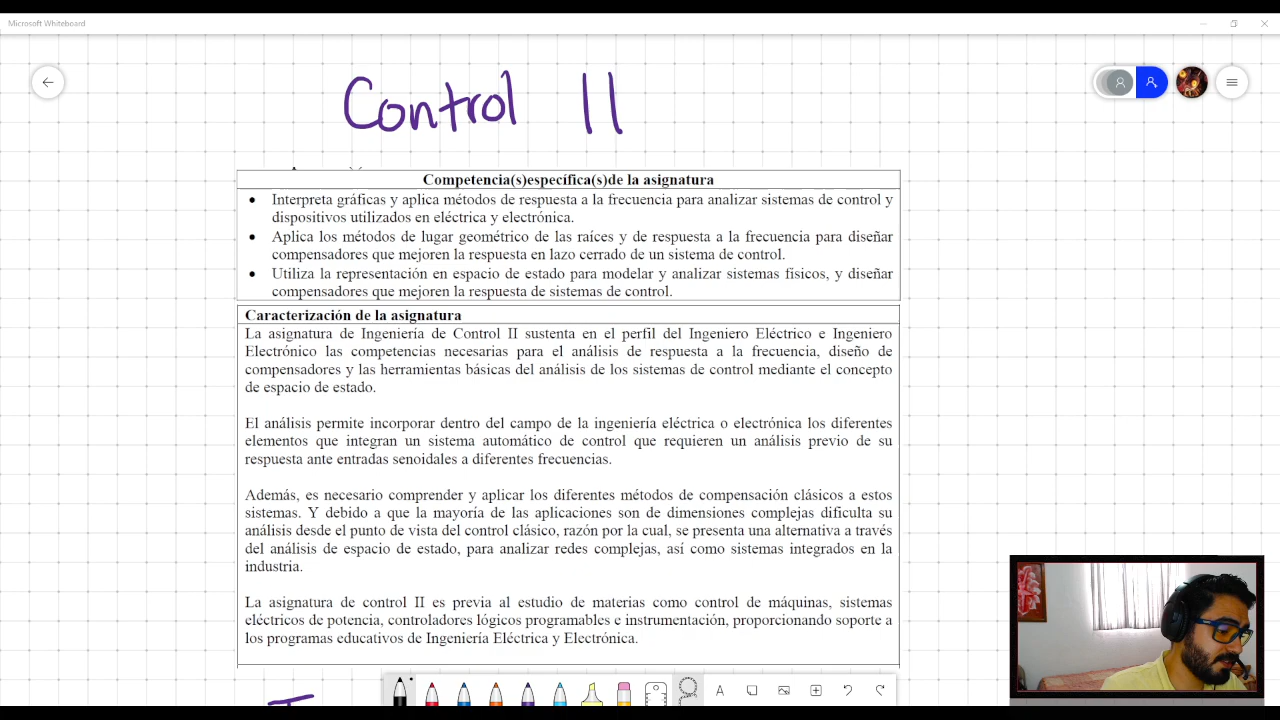 Microsoft Whiteboard
Control II
Competencia(s)específica(s)de la asignatura
• Interpreta gráficas y aplica métodos de respuesta a la frecuencia para analizar sistemas de control y
dispositivos utilizados en eléctrica y electrónica.
• Aplica los métodos de lugar geométrico de las raíces y de respuesta a la frecuencia para diseñar
compensadores que mejoren la respuesta en lazo cerrado de un sistema de control.
• Utiliza la representación en espacio de estado para modelar y analizar sistemas físicos, y diseñar
compensadores que mejoren la respuesta de sistemas de control.
Caracterización de la asignatura
La asignatura de Ingeniería de Control II sustenta en el perfil del Ingeniero Eléctrico e Ingeniero
Electrónico las competencias necesarias para el análisis de respuesta a la frecuencia, diseño de
compensadores y las herramientas básicas del análisis de los sistemas de control mediante el concepto
de espacio de estado.
El análisis permite incorporar dentro del campo de la ingeniería eléctrica o electrónica los diferentes
elementos que integran un sistema automático de control que requieren un análisis previo de su
respuesta ante entradas senoidales a diferentes frecuencias.
Además, es necesario comprender y aplicar los diferentes métodos de compensación clásicos a estos
sistemas. Y debido a que la mayoría de las aplicaciones son de dimensiones complejas dificulta su
análisis desde el punto de vista del control clásico, razón por la cual, se presenta una alternativa a través
del análisis de espacio de estado, para analizar redes complejas, así como sistemas integrados en la
industria.
La asignatura de control II es previa al estudio de materias como control de máquinas, sistemas
eléctricos de potencia, controladores lógicos programables e instrumentación, proporcionando soporte a
los programas educativos de Ingeniería Eléctrica y Electrónica.
A